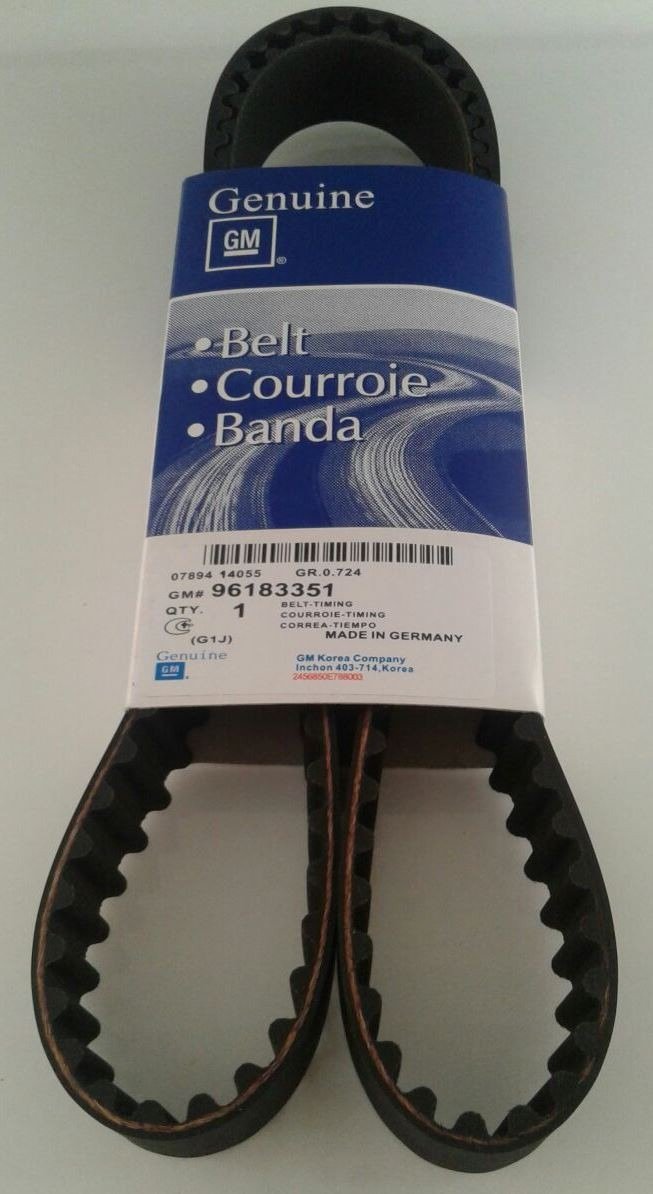 Genuine
GM®
•Belt
•Courroie
•Banda
07894 14055 GR.0.724
GM# 96183351
QTY. 1 BELT-TIMING
COURROIE-TIMING
CORREA-TIEMPO
(G1J) MADE IN GERMANY
Genuine
GM
GM Korea Company
Inchon 403-714,Korea
2456850E788003